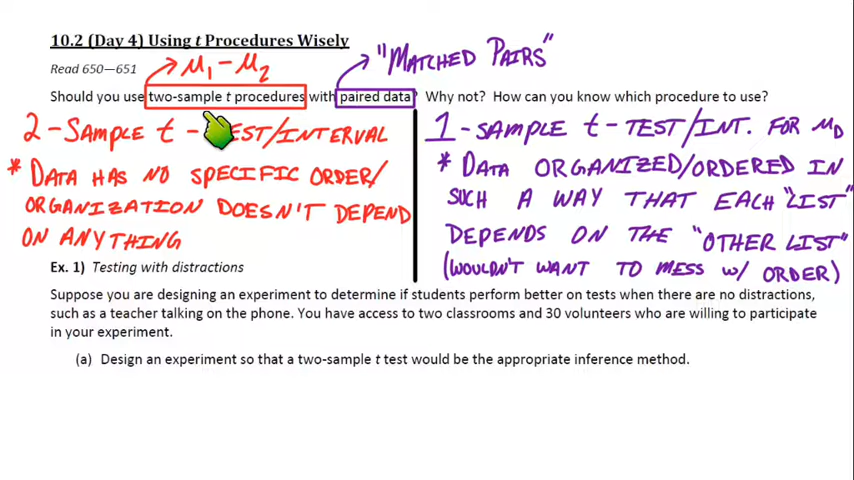 10.2 (Day 4) Using t Procedures Wisely
"MATCHED PAIRS"
Read 650—651
μ₁ - μ₂
Should you use two-sample t procedures with paired data? Why not? How can you know which procedure to use?
2-SAMPLE t-TEST/INTERVAL
* DATA HAS NO SPECIFIC ORDER/
ORGANIZATION DOESN'T DEPEND
ON ANYTHING
1-SAMPLE t-TEST/INT. FOR μD
* DATA ORGANIZED/ORDERED IN
SUCH A WAY THAT EACH "LIST"
DEPENDS ON THE "OTHER LIST"
(WOULDN'T WANT TO MESS W/ ORDER)
Ex. 1) Testing with distractions
Suppose you are designing an experiment to determine if students perform better on tests when there are no distractions,
such as a teacher talking on the phone. You have access to two classrooms and 30 volunteers who are willing to participate
in your experiment.
(a) Design an experiment so that a two-sample t test would be the appropriate inference method.